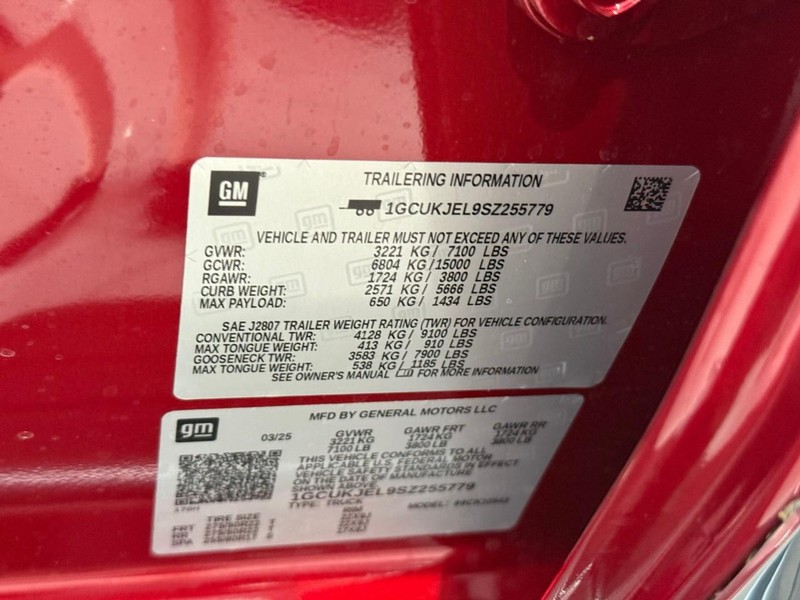 GM
TRAILERING INFORMATION
1GCUKJEL9SZ255779
VEHICLE AND TRAILER MUST NOT EXCEED ANY OF THESE VALUES.
GVWR: 3221 KG / 7100 LBS
GCWR: 6804 KG /15000 LBS
RGAWR: 1724 KG / 3800 LBS
CURB WEIGHT: 2571 KG / 5666 LBS
MAX PAYLOAD: 650 KG / 1434 LBS
SAE J2807 TRAILER WEIGHT RATING (TWR) FOR VEHICLE CONFIGURATION.
CONVENTIONAL TWR: 4128 KG / 9100 LBS
MAX TONGUE WEIGHT: 413 KG / 910 LBS
GOOSENECK TWR: 3583 KG / 7900 LBS
MAX TONGUE WEIGHT: 538 KG / 1185 LBS
SEE OWNER'S MANUAL FOR MORE INFORMATION
gm
MFD BY GENERAL MOTORS LLC
03/25 GVWR GAWR FRT GAWR RR
3221 KG 1724 KG 1724 KG
7100 LB 3800 LB 3800 LB
THIS VEHICLE CONFORMS TO ALL
APPLICABLE U.S. FEDERAL MOTOR
VEHICLE SAFETY STANDARDS IN EFFECT
ON THE DATE OF MANUFACTURE
SHOWN ABOVE.
1GCUKJEL9SZ255779
TYPE: TRUCK MODEL:
TIRE SIZE RIM
FRT
RR
SPA